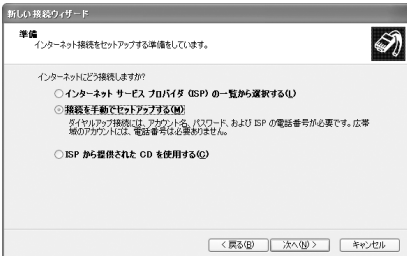 新しい接続ウィザード
準備
インターネット接続をセットアップする準備をしています。
インターネットにどう接続しますか?
インターネット サービス プロバイダ (ISP) の一覧から選択する(L)
接続を手動でセットアップする(M)
ダイヤルアップ接続には、アカウント名、パスワード、および ISP の電話番号が必要です。広帯
域のアカウントには、電話番号は必要ありません。
ISP から提供された CD を使用する(C)
< 戻る(B)
次へ(N) >
キャンセル